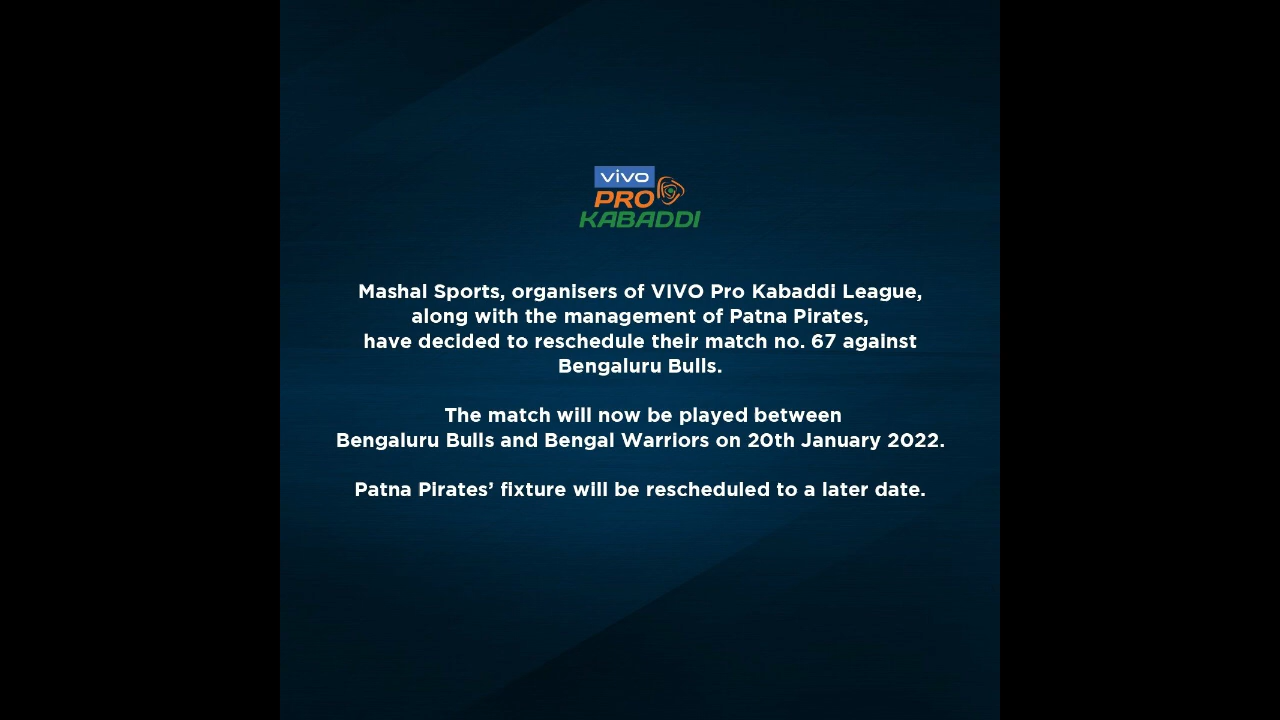 vivo
PRO
KABADDI
Mashal Sports, organisers of VIVO Pro Kabaddi League,
along with the management of Patna Pirates,
have decided to reschedule their match no. 67 against
Bengaluru Bulls.
The match will now be played between
Bengaluru Bulls and Bengal Warriors on 20th January 2022.
Patna Pirates’ fixture will be rescheduled to a later date.